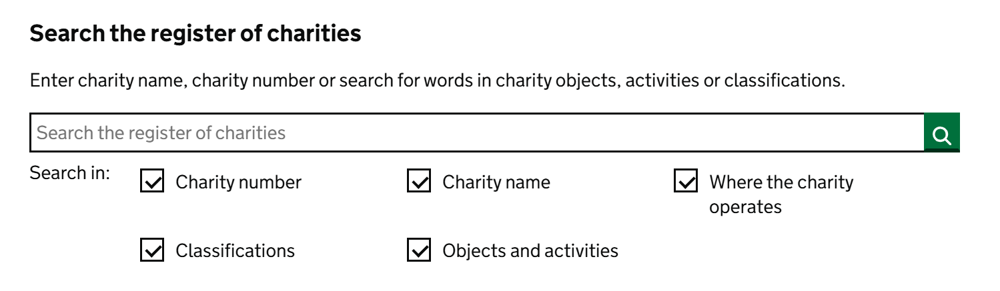 Search the register of charities
Enter charity name, charity number or search for words in charity objects, activities or classifications.
Search the register of charities
Search in:
Charity number
Charity name
Where the charity
operates
Classifications
Objects and activities